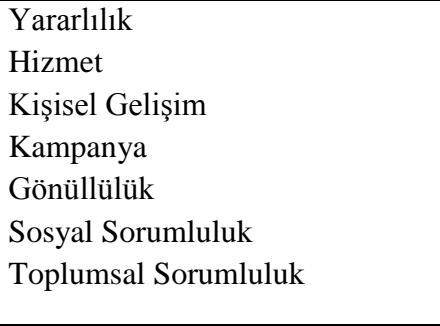 Yararlılık
Hizmet
Kişisel Gelişim
Kampanya
Gönüllülük
Sosyal Sorumluluk
Toplumsal Sorumluluk